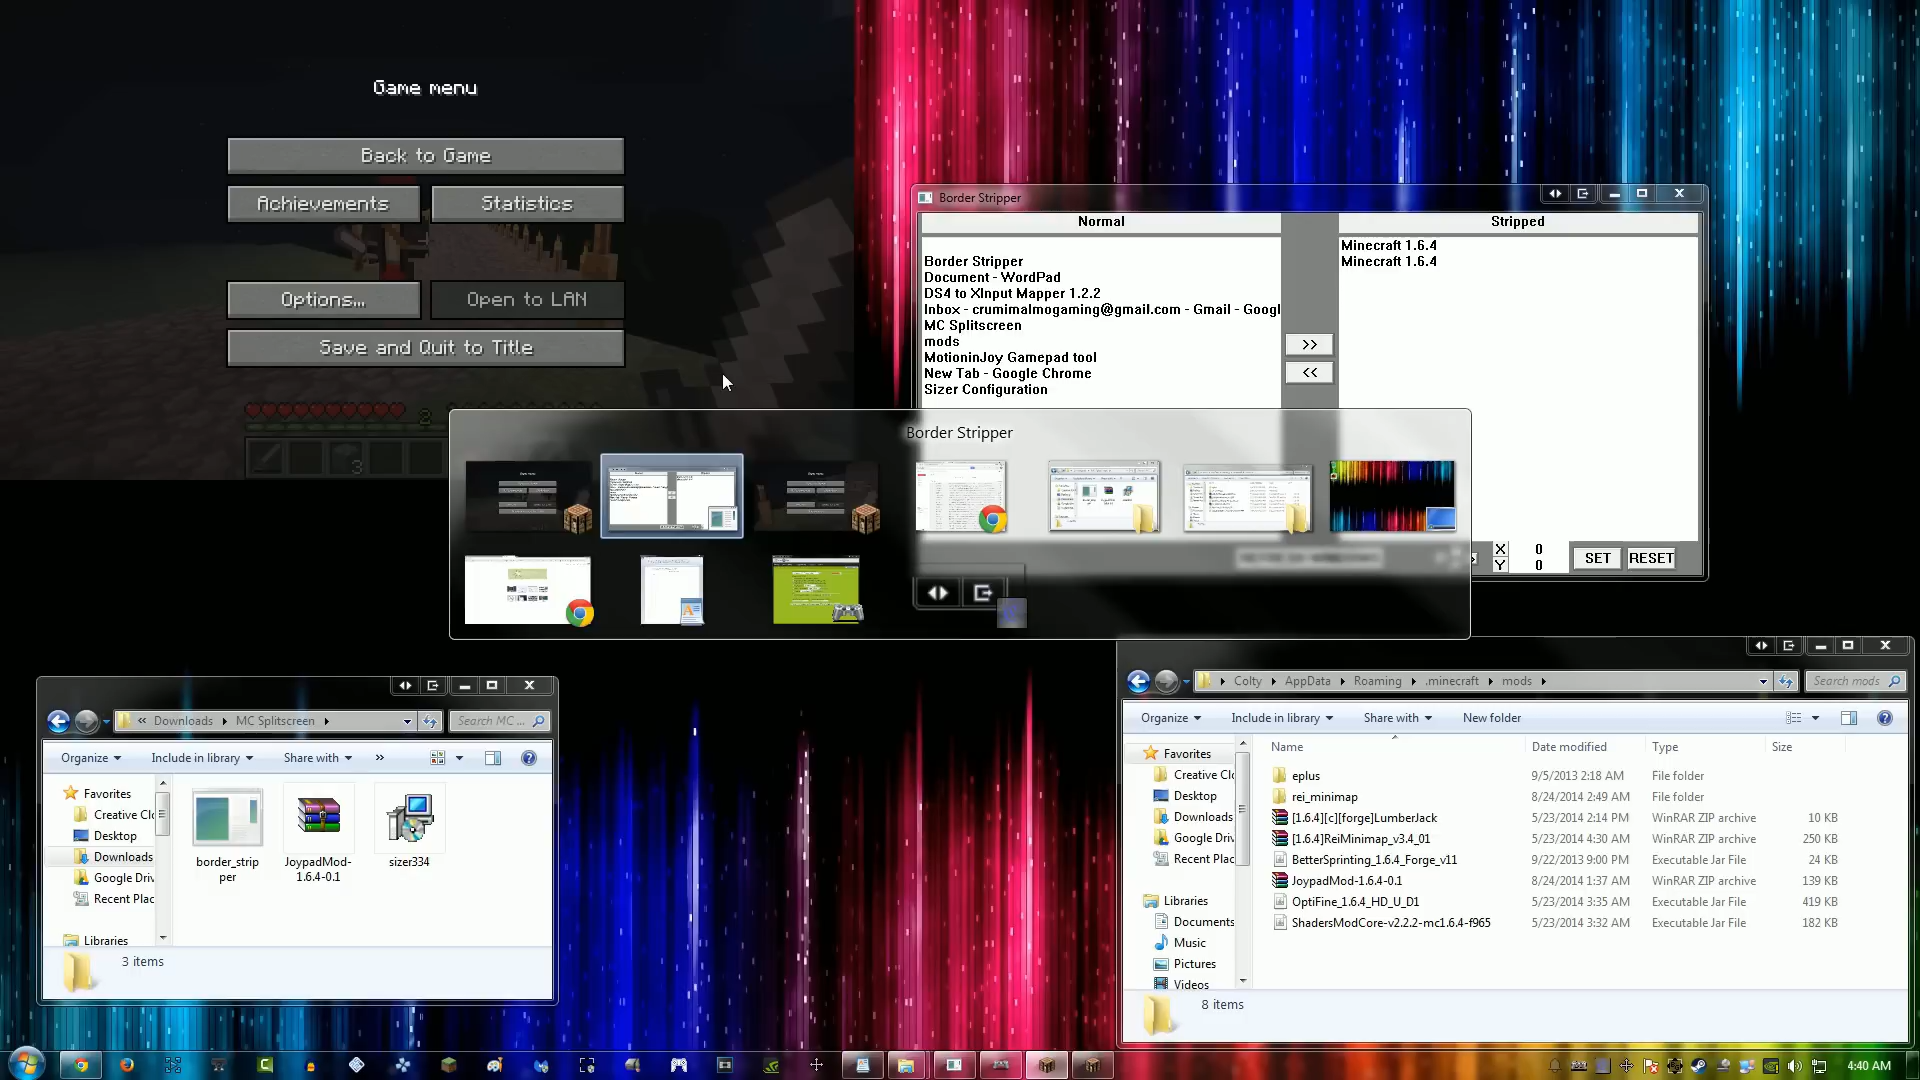 Game menu
Back to Game
Achievements
Statistics
Options...
Open to LAN
Save and Quit to Title
2
3
Border Stripper
Normal
Stripped
Border Stripper
Document - WordPad
DS4 to XInput Mapper 1.2.2
Inbox - crumimalmogaming@gmail.com - Gmail - Googl
MC Splitscreen
mods
MotioninJoy Gamepad tool
New Tab - Google Chrome
Sizer Configuration
>>
<<
Minecraft 1.6.4
Minecraft 1.6.4
X 0
Y 0
SET
RESET
Border Stripper
« Downloads MC Splitscreen
Search MC ...
Organize
Include in library
Share with
»
Favorites
Creative Clo
Desktop
Downloads
Google Driv
Recent Plac
Libraries
border_strip
per
JoypadMod-
1.6.4-0.1
sizer334
3 items
Colty AppData Roaming .minecraft mods
Search mods
Organize
Include in library
Share with
New folder
Favorites
Creative Clo
Desktop
Downloads
Google Driv
Recent Plac
Libraries
Documents
Music
Pictures
Videos
Name Date modified Type Size
eplus 9/5/2013 2:18 AM File folder
rei_minimap 8/24/2014 2:49 AM File folder
[1.6.4][c][forge]LumberJack 5/23/2014 2:14 PM WinRAR ZIP archive 10 KB
[1.6.4]ReiMinimap_v3.4_01 5/23/2014 4:30 AM WinRAR ZIP archive 250 KB
BetterSprinting_1.6.4_Forge_v11 9/22/2013 9:00 PM Executable Jar File 24 KB
JoypadMod-1.6.4-0.1 8/24/2014 1:37 AM WinRAR ZIP archive 139 KB
OptiFine_1.6.4_HD_U_D1 5/23/2014 3:35 AM Executable Jar File 419 KB
ShadersModCore-v2.2.2-mc1.6.4-f965 5/23/2014 3:32 AM Executable Jar File 182 KB
8 items
4:40 AM